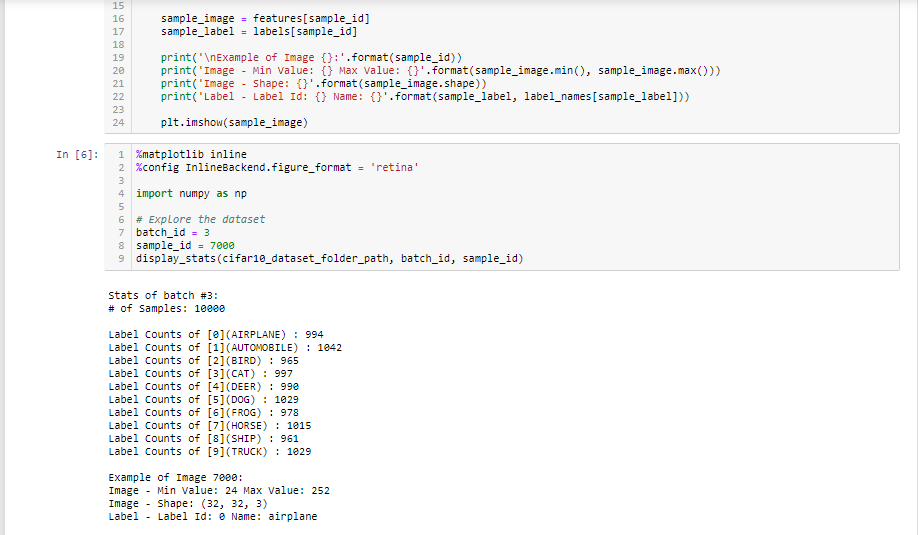 15
16 sample_image = features[sample_id]
17 sample_label = labels[sample_id]
18
19 print('\nExample of Image {}:'.format(sample_id))
20 print('Image - Min Value: {} Max Value: {}'.format(sample_image.min(), sample_image.max()))
21 print('Image - Shape: {}'.format(sample_image.shape))
22 print('Label - Label Id: {} Name: {}'.format(sample_label, label_names[sample_label]))
23
24 plt.imshow(sample_image)
In [6]: 1 %matplotlib inline
2 %config InlineBackend.figure_format = 'retina'
3
4 import numpy as np
5
6 # Explore the dataset
7 batch_id = 3
8 sample_id = 7000
9 display_stats(cifar10_dataset_folder_path, batch_id, sample_id)
Stats of batch #3:
# of Samples: 10000
Label Counts of [0](AIRPLANE) : 994
Label Counts of [1](AUTOMOBILE) : 1042
Label Counts of [2](BIRD) : 965
Label Counts of [3](CAT) : 997
Label Counts of [4](DEER) : 990
Label Counts of [5](DOG) : 1029
Label Counts of [6](FROG) : 978
Label Counts of [7](HORSE) : 1015
Label Counts of [8](SHIP) : 961
Label Counts of [9](TRUCK) : 1029
Example of Image 7000:
Image - Min Value: 24 Max Value: 252
Image - Shape: (32, 32, 3)
Label - Label Id: 0 Name: airplane